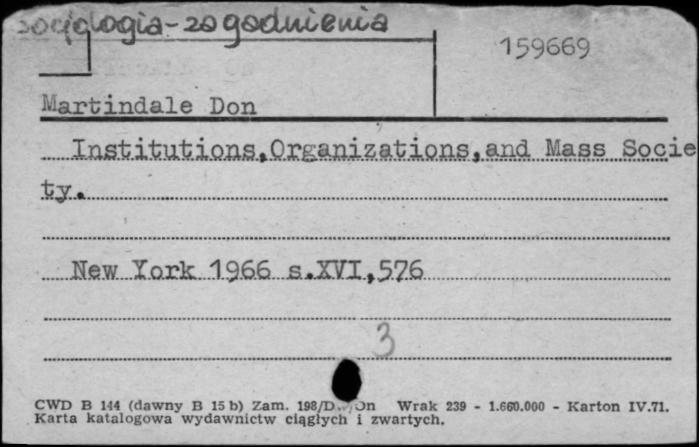 socjologia-zagadnienia
159669
Martindale Don
Institutions,Organizations,and Mass Socie
ty.
New York 1966 s.XVI,576
3
CWD B 144 (dawny B 15 b) Zam. 198/D /On Wrak 239 - 1.660.000 - Karton IV.71.
Karta katalogowa wydawnictw ciągłych i zwartych.